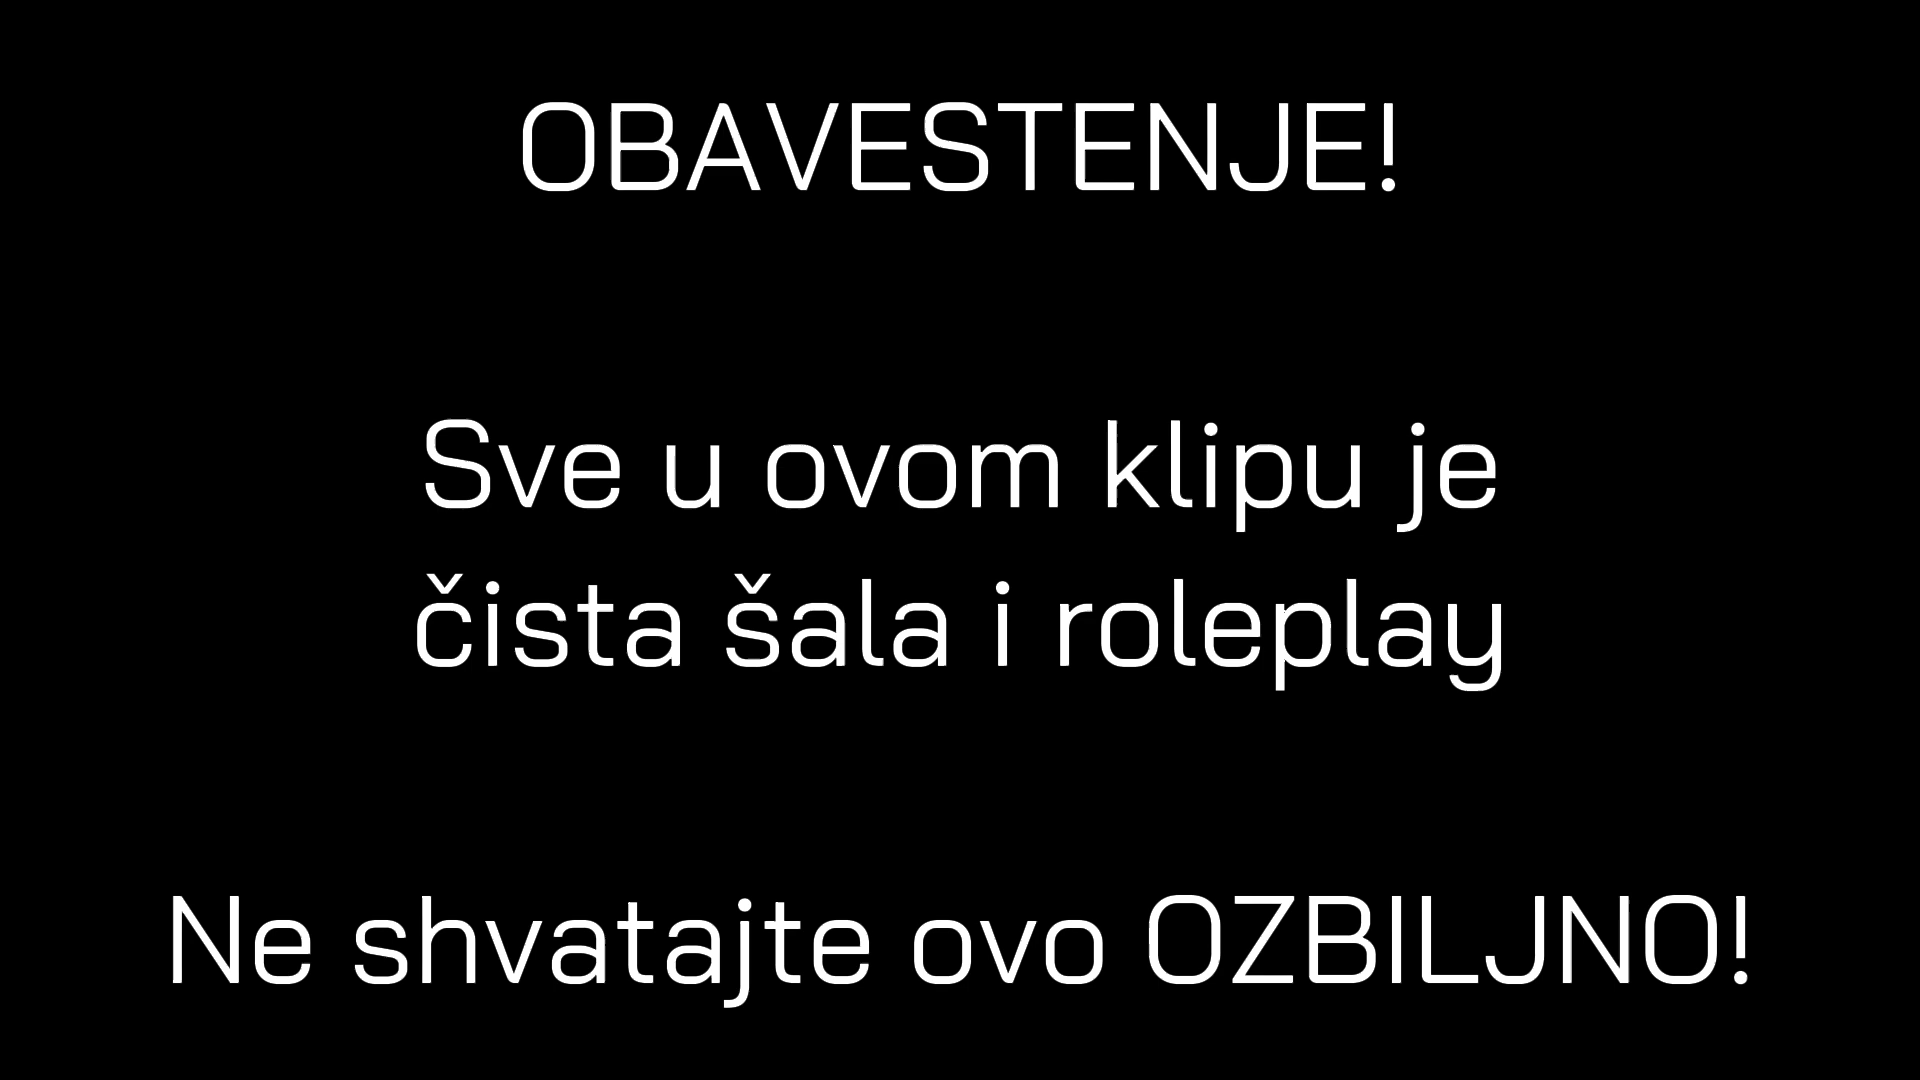 OBAVESTENJE!
Sve u ovom klipu je
čista šala i roleplay
Ne shvatajte ovo OZBILJNO!